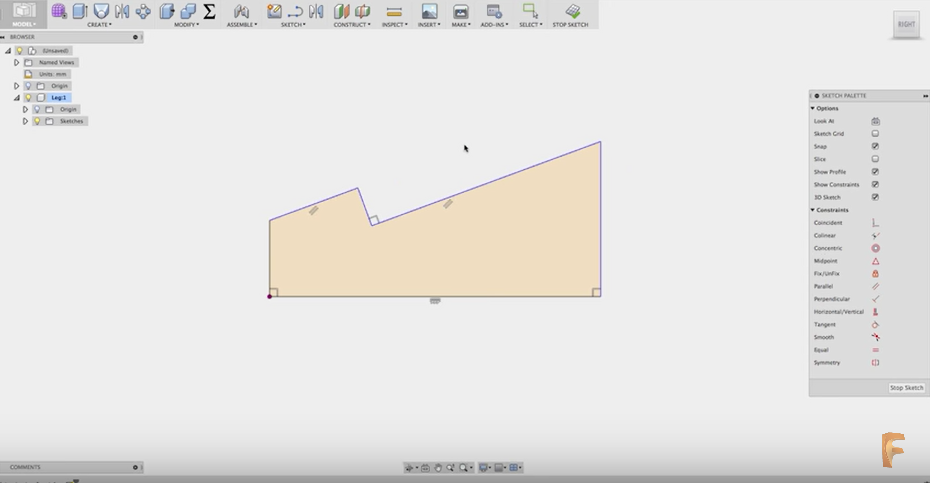 MODEL
CREATE
MODIFY
ASSEMBLE
SKETCH
CONSTRUCT
INSPECT
INSERT
MAKE
ADD-INS
SELECT
STOP SKETCH
RIGHT
BROWSER
(Unsaved)
Named Views
Units: mm
Origin
Leg:1
Origin
Sketches
SKETCH PALETTE
Options
Look At
Sketch Grid
Snap
Slice
Show Profile
Show Constraints
3D Sketch
Constraints
Coincident
Colinear
Concentric
Midpoint
Fix/UnFix
Parallel
Perpendicular
Horizontal/Vertical
Tangent
Smooth
Equal
Symmetry
Stop Sketch
COMMENTS
F